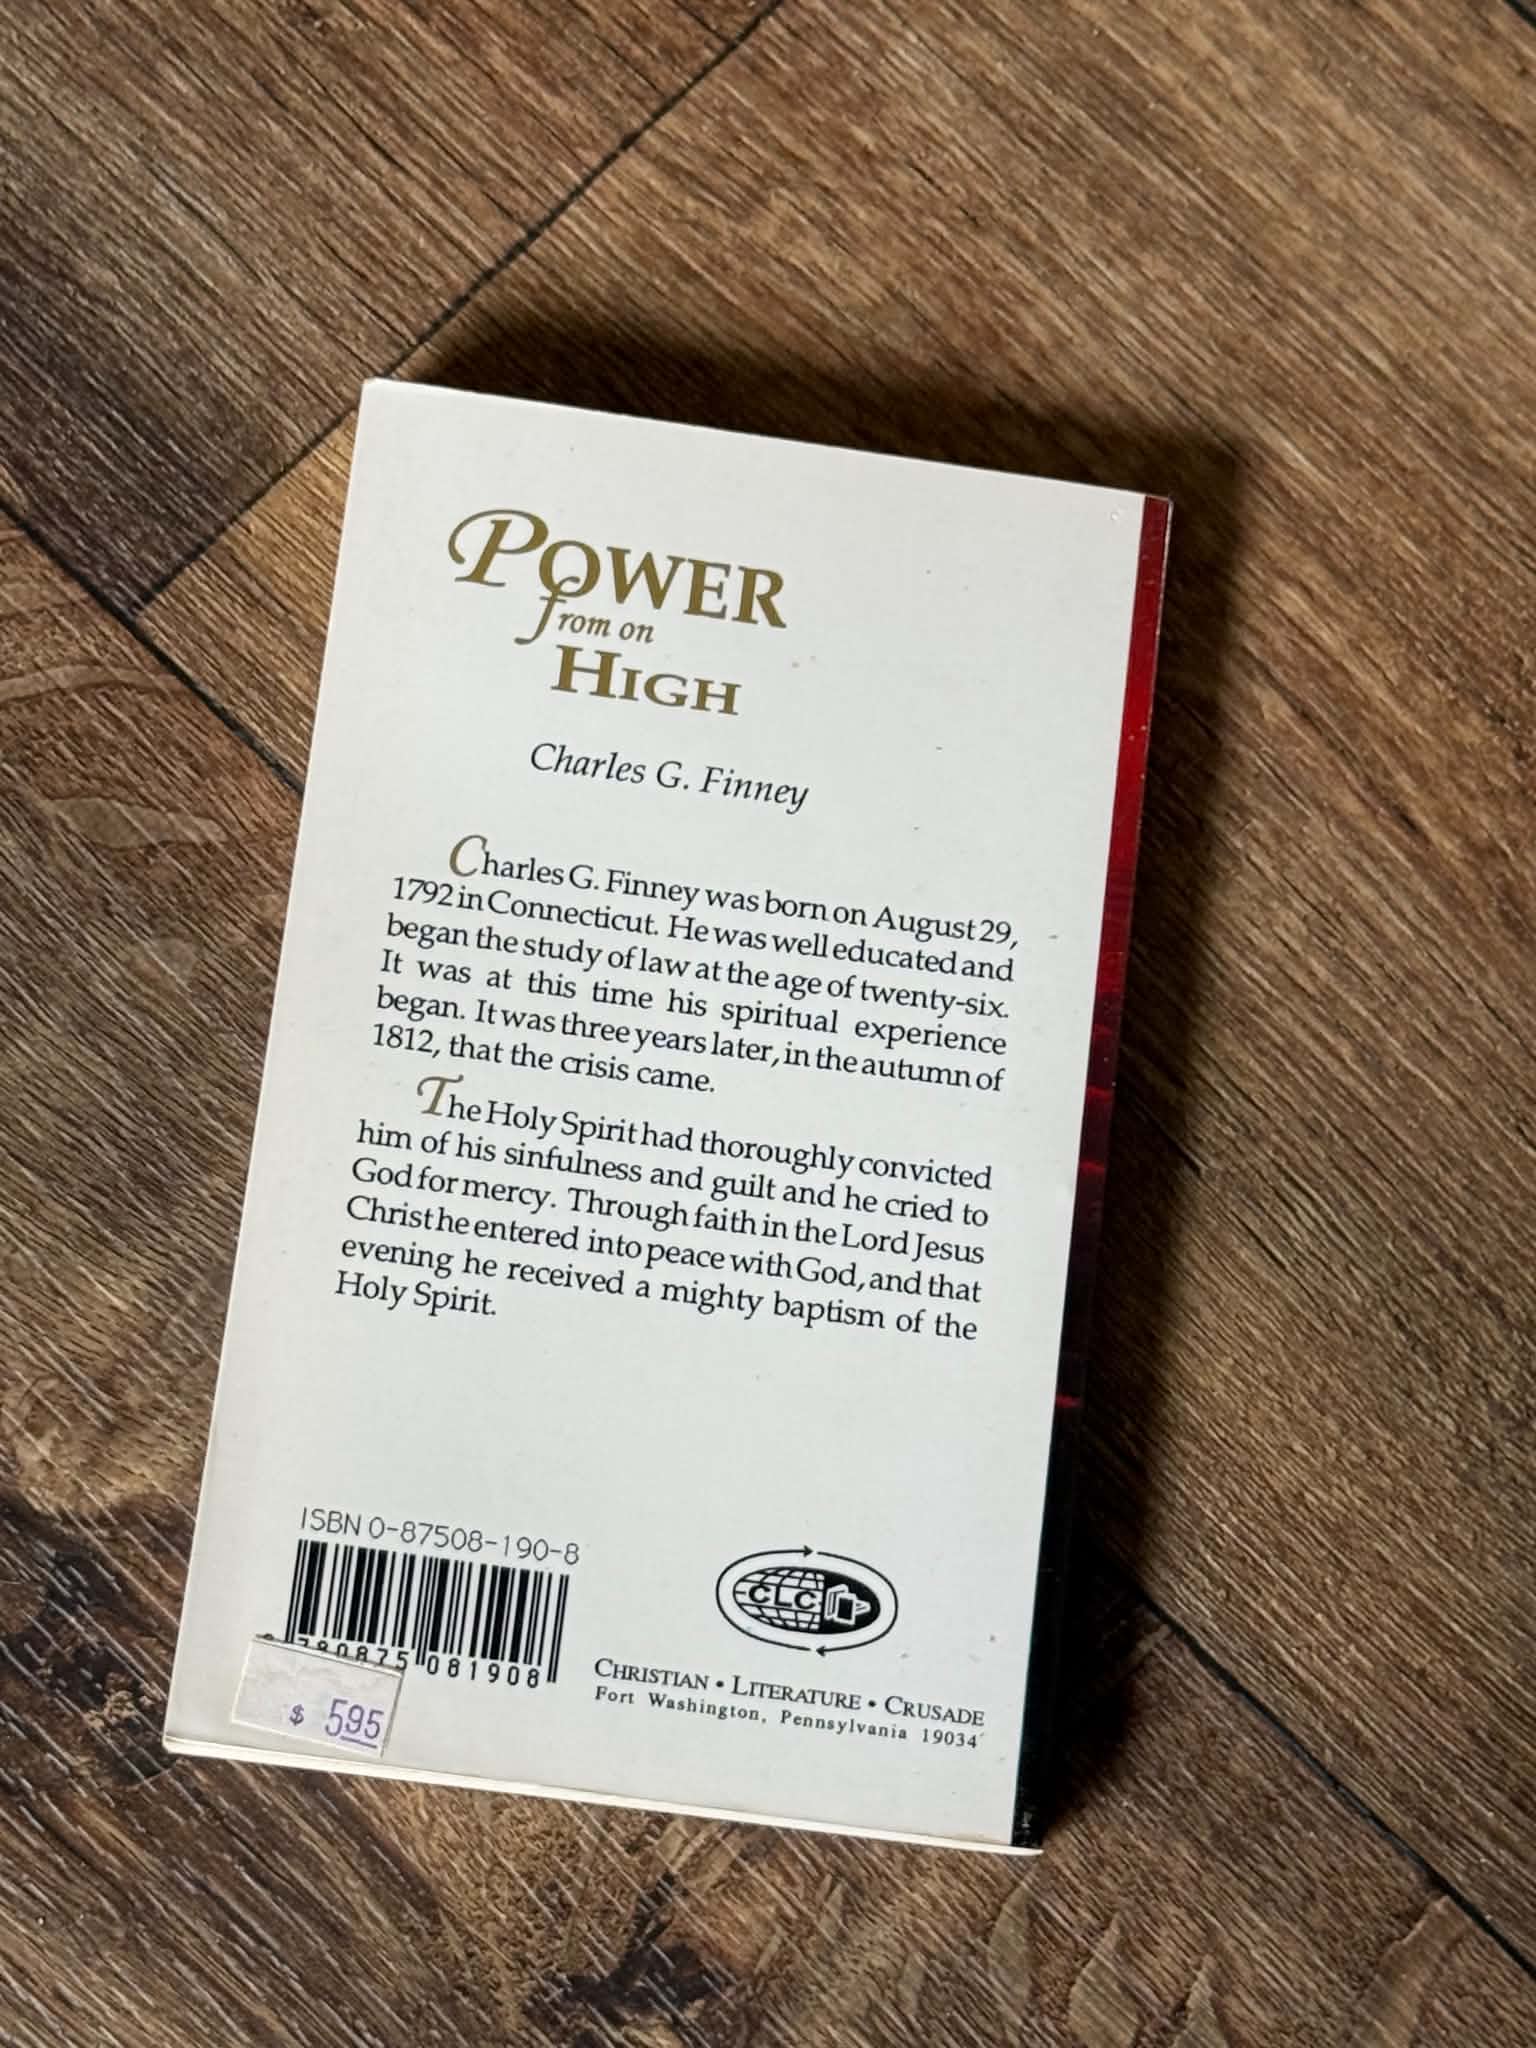 POWER
from on
HIGH
Charles G. Finney
Charles G. Finney was born on August 29,
1792 in Connecticut. He was well educated and
began the study of law at the age of twenty-six.
It was at this time his spiritual experience
began. It was three years later, in the autumn of
1812, that the crisis came.
The Holy Spirit had thoroughly convicted
him of his sinfulness and guilt and he cried to
God for mercy. Through faith in the Lord Jesus
Christ he entered into peace with God, and that
evening he received a mighty baptism of the
Holy Spirit.
ISBN 0-87508-190-8
9 780875 081908
$ 595
CLC
CHRISTIAN • LITERATURE • CRUSADE
Fort Washington, Pennsylvania 19034